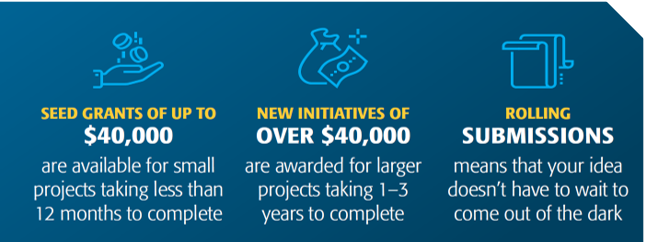 SEED GRANTS OF UP TO
$40,000
are available for small
projects taking less than
12 months to complete
NEW INITIATIVES OF
OVER $40,000
are awarded for larger
projects taking 1–3
years to complete
ROLLING
SUBMISSIONS
means that your idea
doesn’t have to wait to
come out of the dark